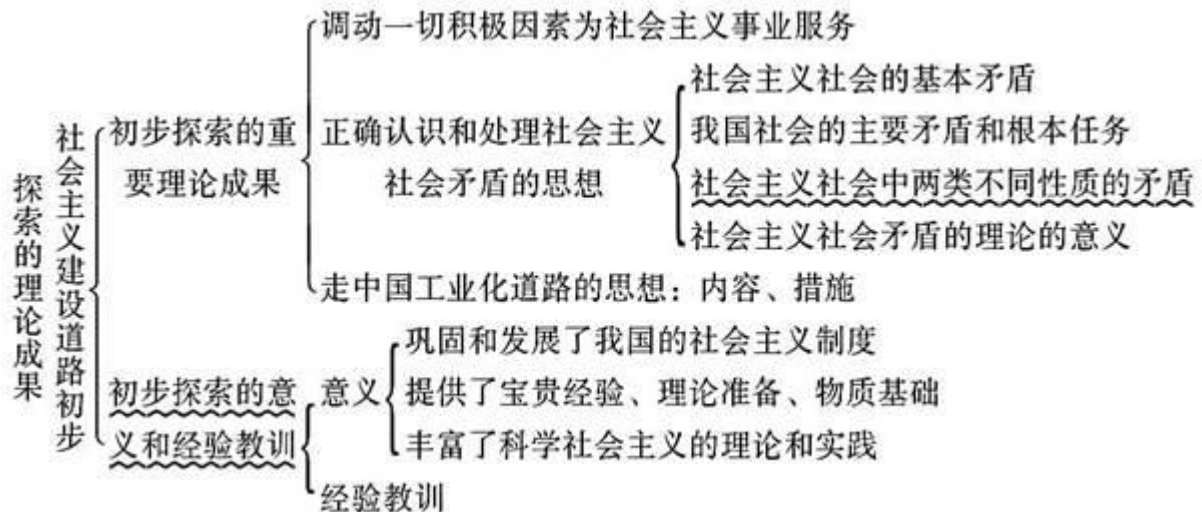 社会主义建设道路初步
探索的理论成果
初步探索的重
要理论成果
调动一切积极因素为社会主义事业服务
正确认识和处理社会主义
社会矛盾的思想
社会主义社会的基本矛盾
我国社会的主要矛盾和根本任务
社会主义社会中两类不同性质的矛盾
社会主义社会矛盾的理论的意义
走中国工业化道路的思想：内容、措施
初步探索的意
义和经验教训
意义
巩固和发展了我国的社会主义制度
提供了宝贵经验、理论准备、物质基础
丰富了科学社会主义的理论和实践
经验教训